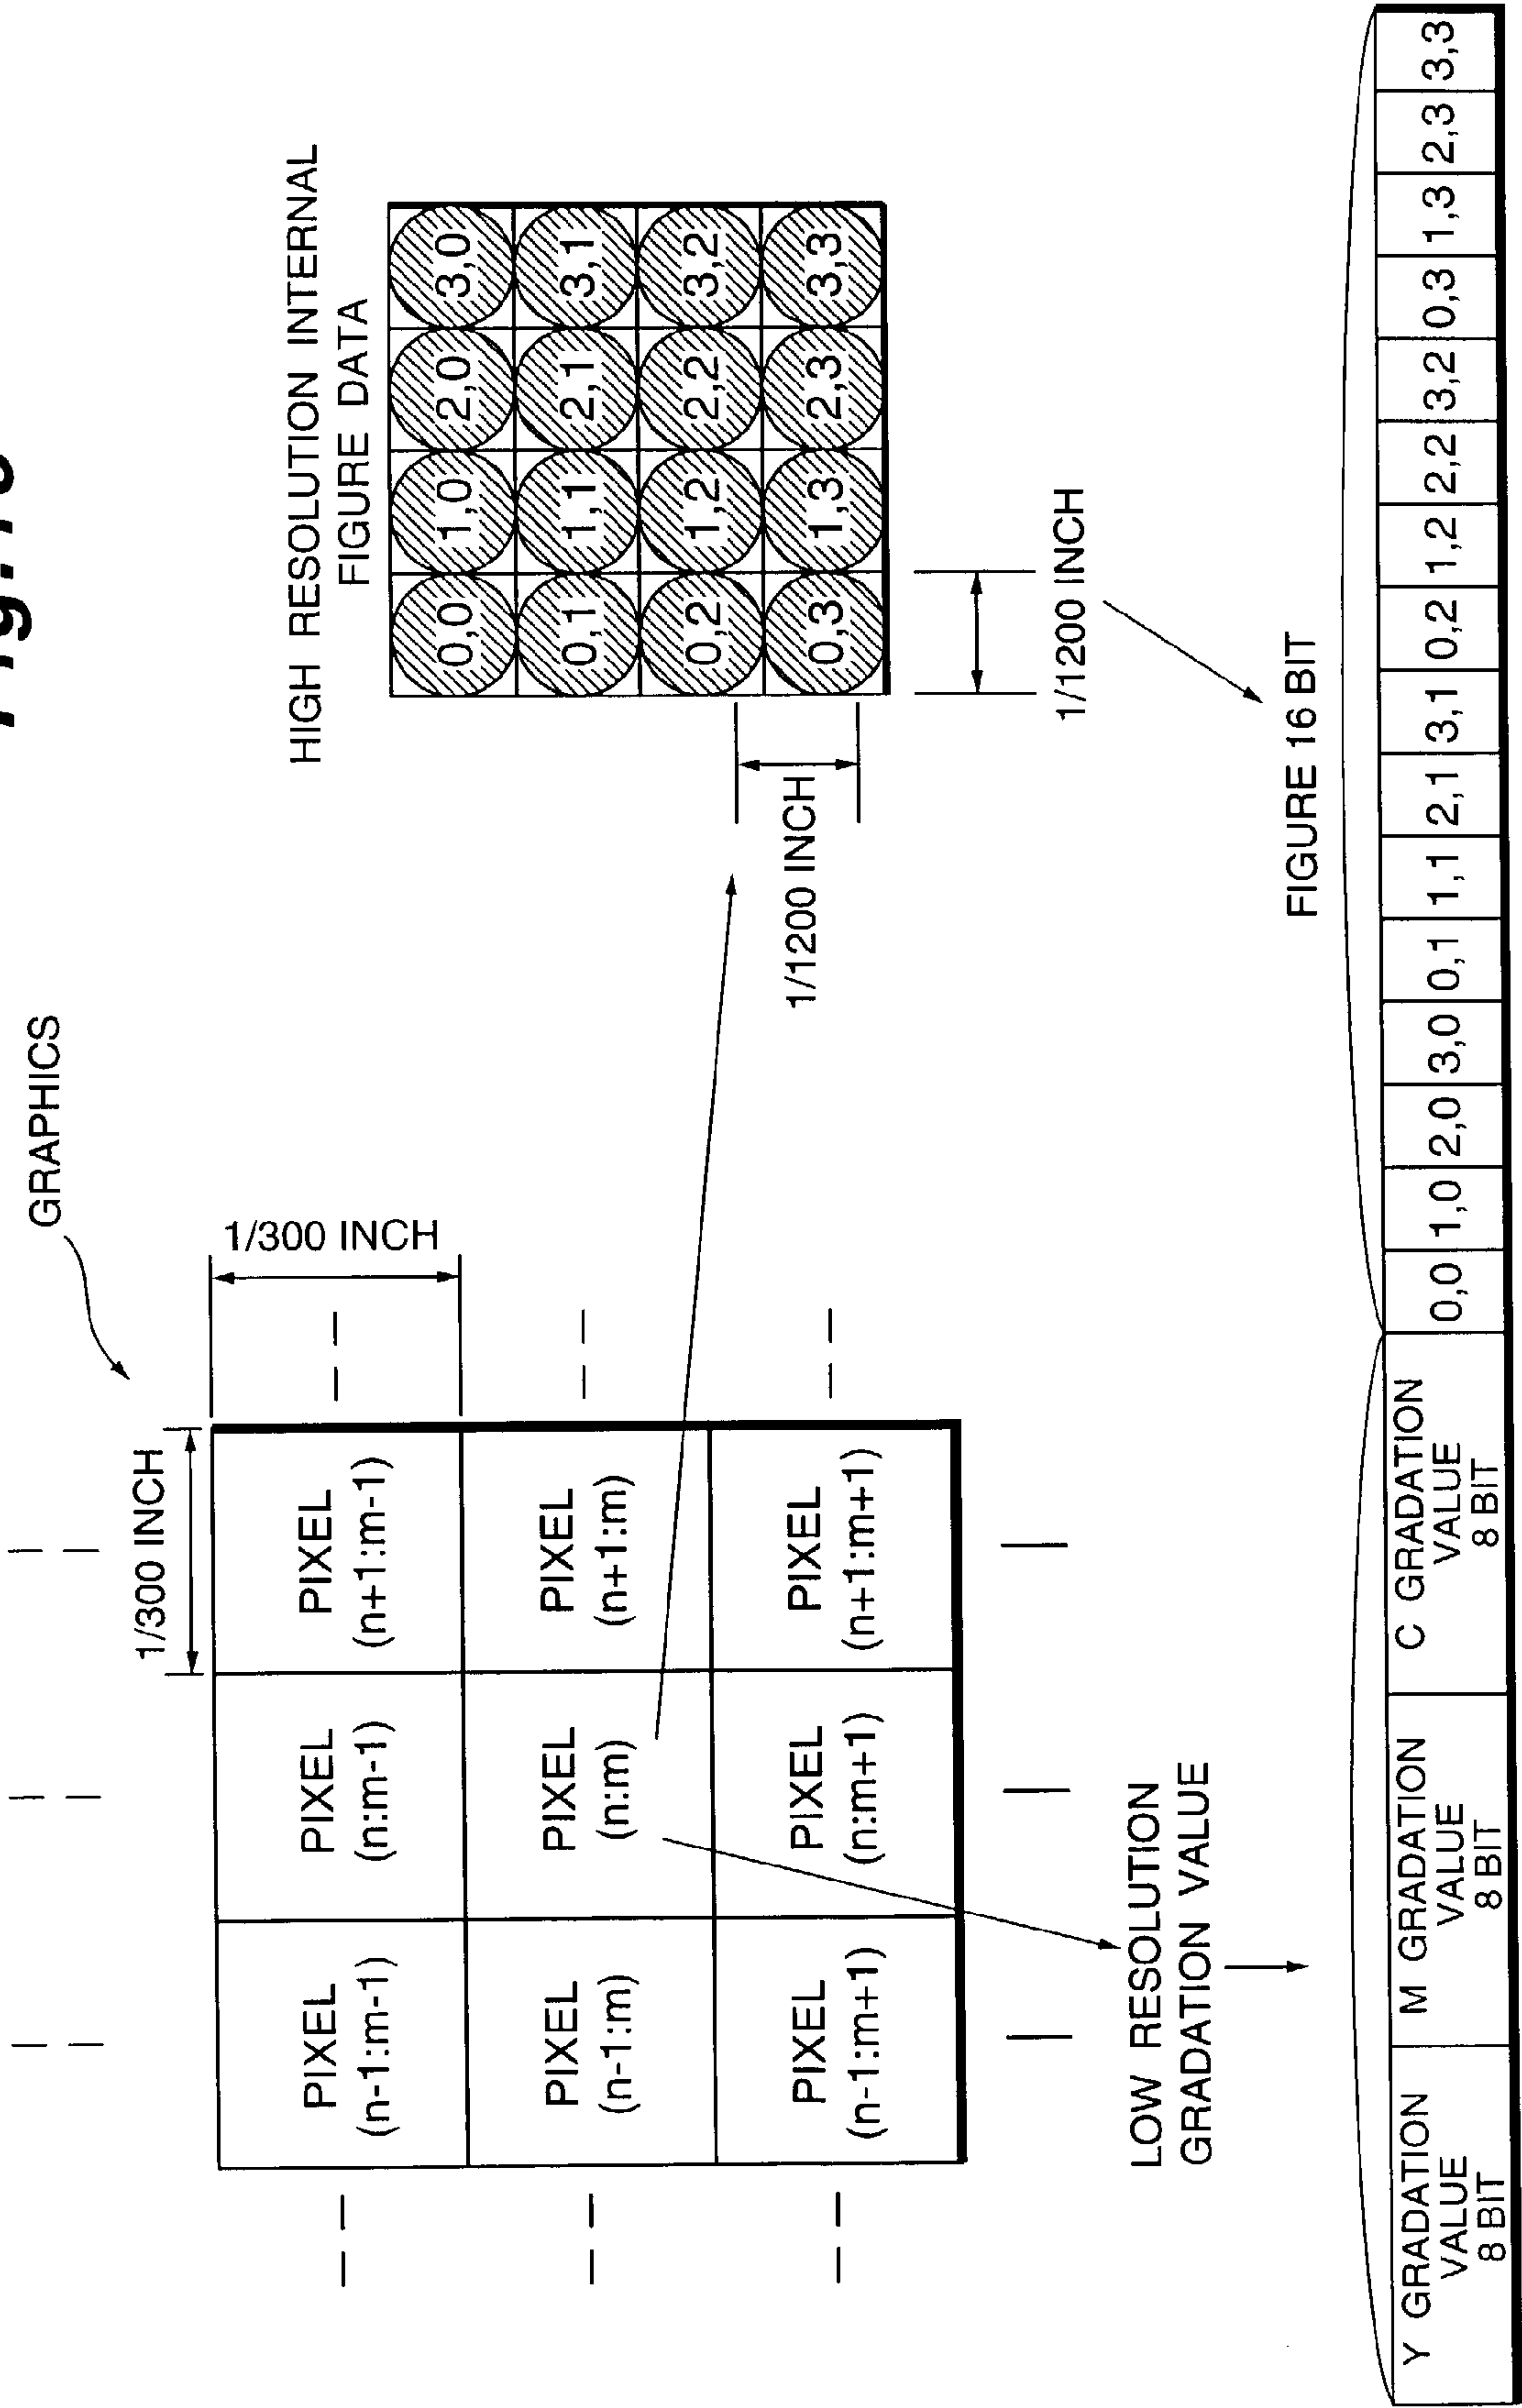 GRAPHICS
1/300 INCH
1/300 INCH
PIXEL
(n-1:m-1)
PIXEL
(n:m-1)
PIXEL
(n+1:m-1)
PIXEL
(n-1:m)
PIXEL
(n:m)
PIXEL
(n+1:m)
PIXEL
(n-1:m+1)
PIXEL
(n:m+1)
PIXEL
(n+1:m+1)
HIGH RESOLUTION INTERNAL
FIGURE DATA
0,0 1,0 2,0 3,0
0,1 1,1 2,1 3,1
0,2 1,2 2,2 3,2
0,3 1,3 2,3 3,3
1/1200 INCH
1/1200 INCH
LOW RESOLUTION
GRADATION VALUE
FIGURE 16 BIT
Y GRADATION
VALUE
8 BIT
M GRADATION
VALUE
8 BIT
C GRADATION
VALUE
8 BIT
0,0 1,0 2,0 3,0 0,1 1,1 2,1 3,1 0,2 1,2 2,2 3,2 0,3 1,3 2,3 3,3